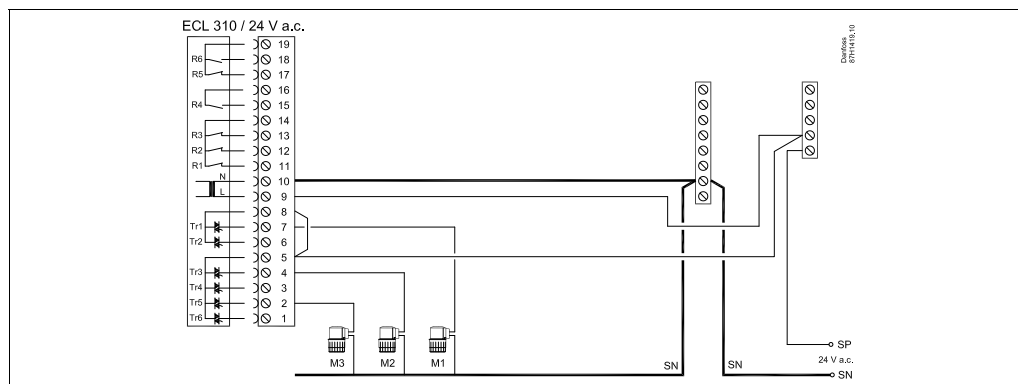 ECL 310 / 24 V a.c.
Danfoss
87H1419.10
19
R6 18
R5 17
16
R4 15
14
R3 13
R2 12
R1 11
N 10
L 9
8
Tr1 7
Tr2 6
5
Tr3 4
Tr4 3
Tr5 2
Tr6 1
M3 M2 M1
SN SN
SP
24 V a.c.
SN